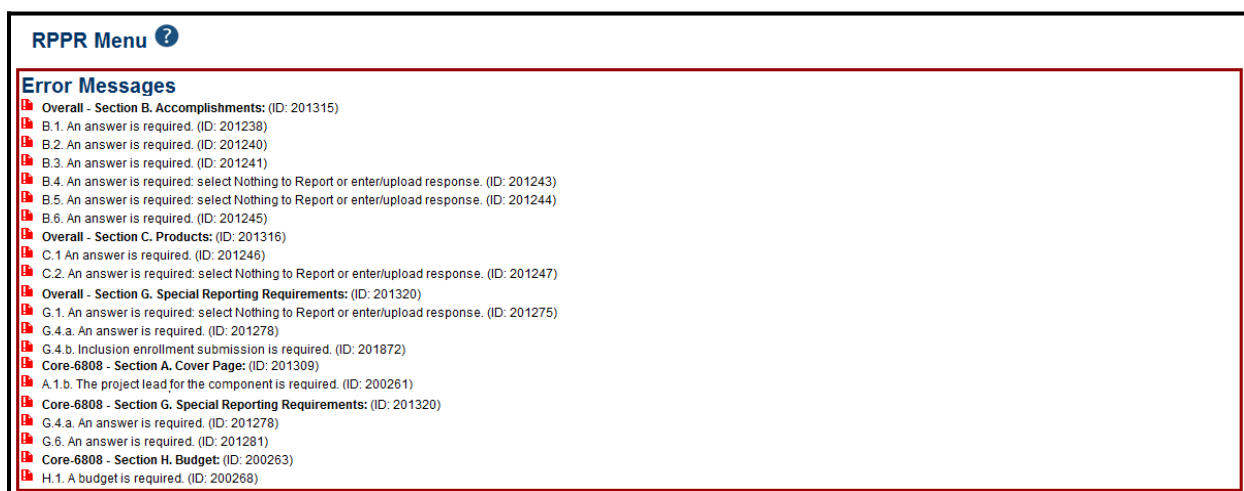 RPPR Menu ?
Error Messages
Overall - Section B. Accomplishments: (ID: 201315)
B.1. An answer is required. (ID: 201238)
B.2. An answer is required. (ID: 201240)
B.3. An answer is required. (ID: 201241)
B.4. An answer is required: select Nothing to Report or enter/upload response. (ID: 201243)
B.5. An answer is required: select Nothing to Report or enter/upload response. (ID: 201244)
B.6. An answer is required. (ID: 201245)
Overall - Section C. Products: (ID: 201316)
C.1 An answer is required. (ID: 201246)
C.2. An answer is required: select Nothing to Report or enter/upload response. (ID: 201247)
Overall - Section G. Special Reporting Requirements: (ID: 201320)
G.1. An answer is required: select Nothing to Report or enter/upload response. (ID: 201275)
G.4.a. An answer is required. (ID: 201278)
G.4.b. Inclusion enrollment submission is required. (ID: 201872)
Core-6808 - Section A. Cover Page: (ID: 201309)
A.1.b. The project lead for the component is required. (ID: 200261)
Core-6808 - Section G. Special Reporting Requirements: (ID: 201320)
G.4.a. An answer is required. (ID: 201278)
G.6. An answer is required. (ID: 201281)
Core-6808 - Section H. Budget: (ID: 200263)
H.1. A budget is required. (ID: 200268)